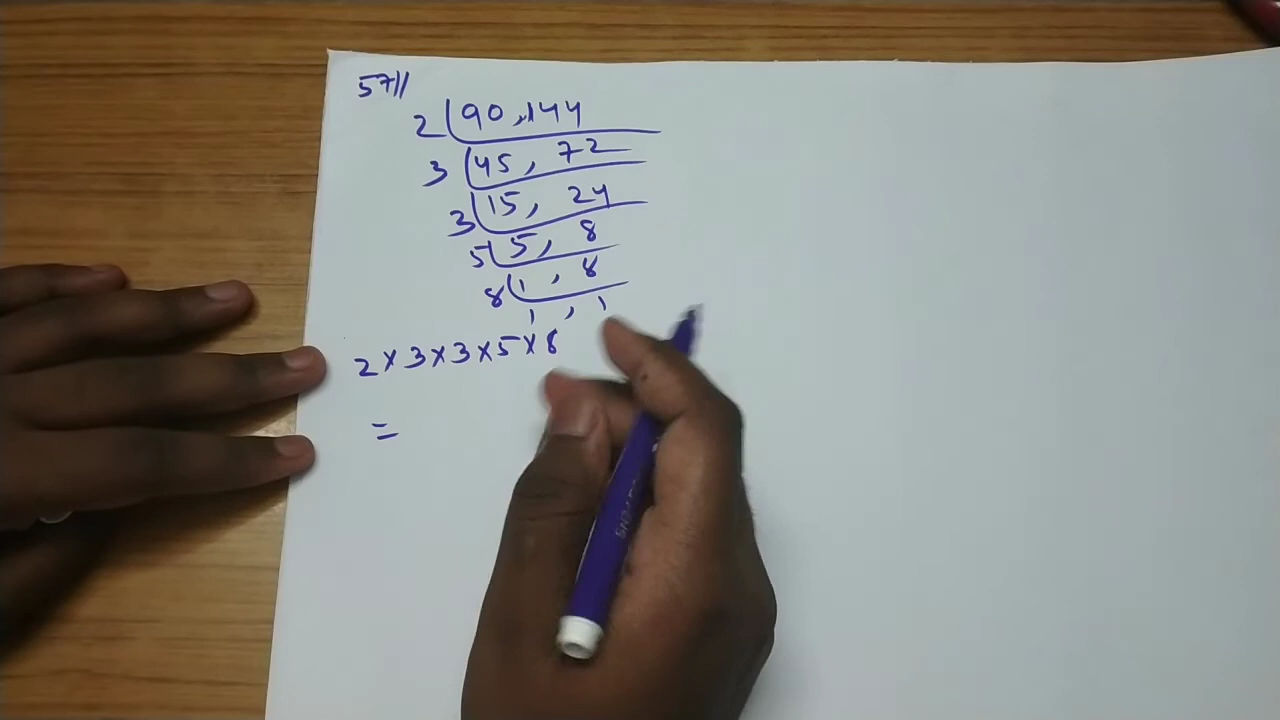 57//
2 90, 144
3 45, 72
3 15, 24
5 5, 8
8 1, 8
1, 1
2 × 3 × 3 × 5 × 8
=